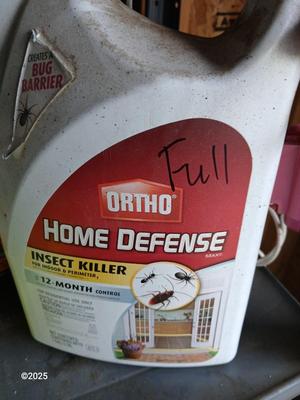 CREATES A
BUG
BARRIER
Full
ORTHO
HOME DEFENSE
MAX
INSECT KILLER
FOR INDOOR & PERIMETER
12-MONTH CONTROL
©2025